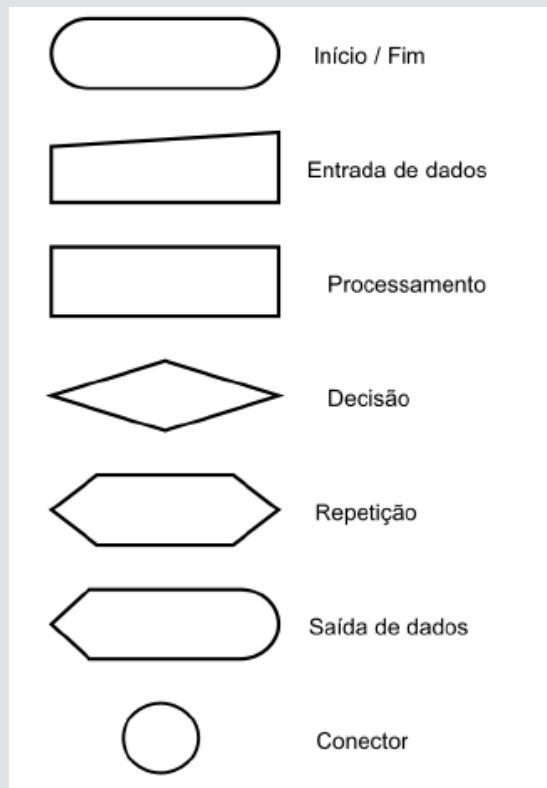 Início / Fim
Entrada de dados
Processamento
Decisão
Repetição
Saída de dados
Conector